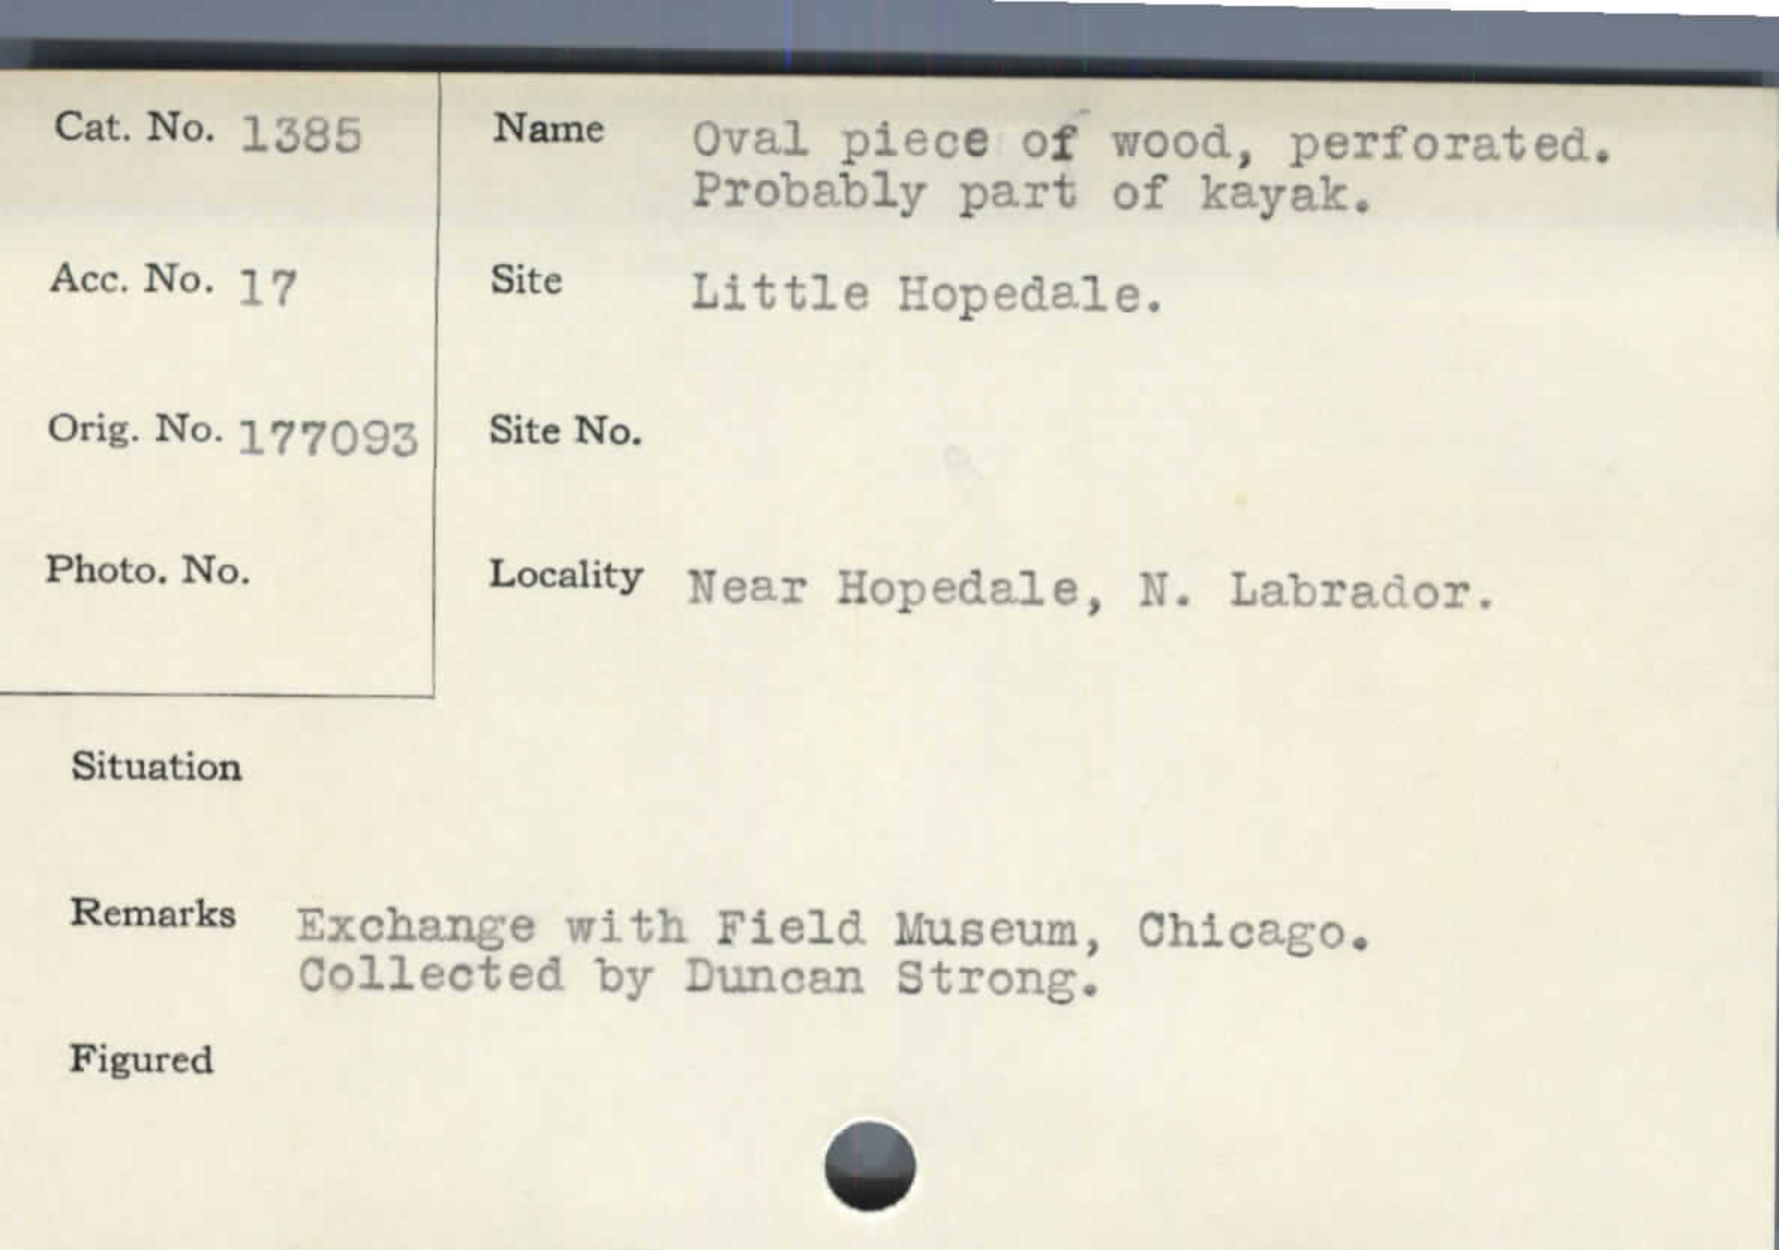 Cat. No. 1385
Name Oval piece of wood, perforated.
Probably part of kayak.
Acc. No. 17
Site Little Hopedale.
Orig. No. 177093
Site No.
Photo. No.
Locality Near Hopedale, N. Labrador.
Situation
Remarks Exchange with Field Museum, Chicago.
Collected by Duncan Strong.
Figured